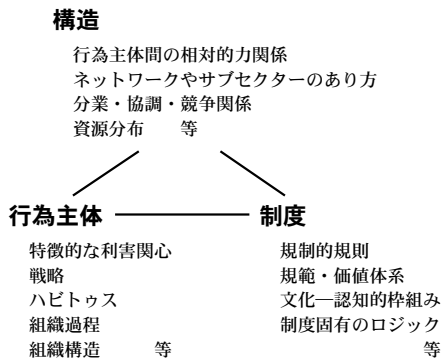 構造
行為主体間の相対的力関係
ネットワークやサブセクターのあり方
分業・協調・競争関係
資源分布　等
行為主体
特徴的な利害関心
戦略
ハビトゥス
組織過程
組織構造　等
制度
規制的規則
規範・価値体系
文化―認知的枠組み
制度固有のロジック
等